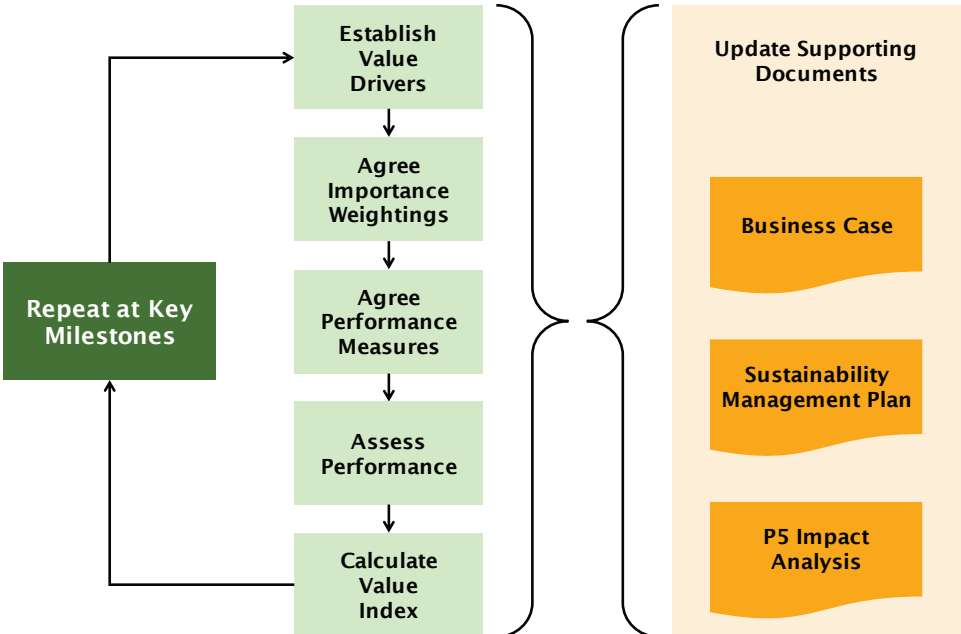 Establish
Value
Drivers
Agree
Importance
Weightings
Agree
Performance
Measures
Assess
Performance
Calculate
Value
Index
Repeat at Key
Milestones
Update Supporting
Documents
Business Case
Sustainability
Management Plan
P5 Impact
Analysis